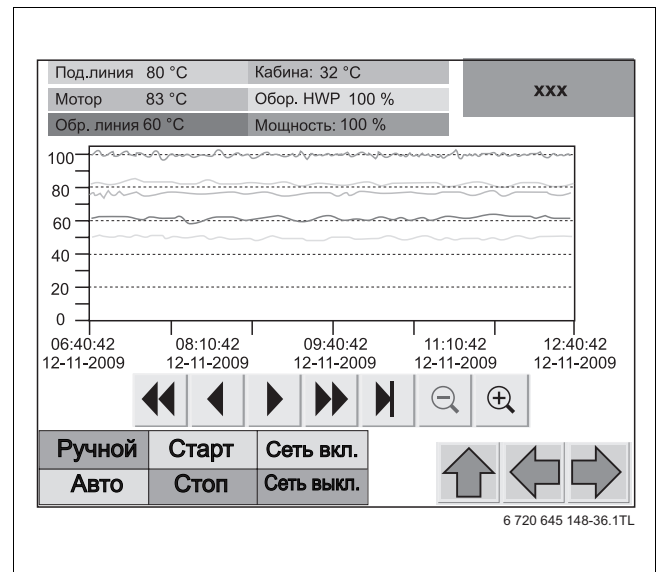 Под.линия 80 °C Кабина: 32 °C
xxx
Мотор 83 °C Обор. HWP 100 %
Обр. линия 60 °C Мощность: 100 %
100
80
60
40
20
0
06:40:42 08:10:42 09:40:42 11:10:42 12:40:42
12-11-2009 12-11-2009 12-11-2009 12-11-2009 12-11-2009
Ручной Старт Сеть вкл.
Авто Стоп Сеть выкл.
6 720 645 148-36.1TL